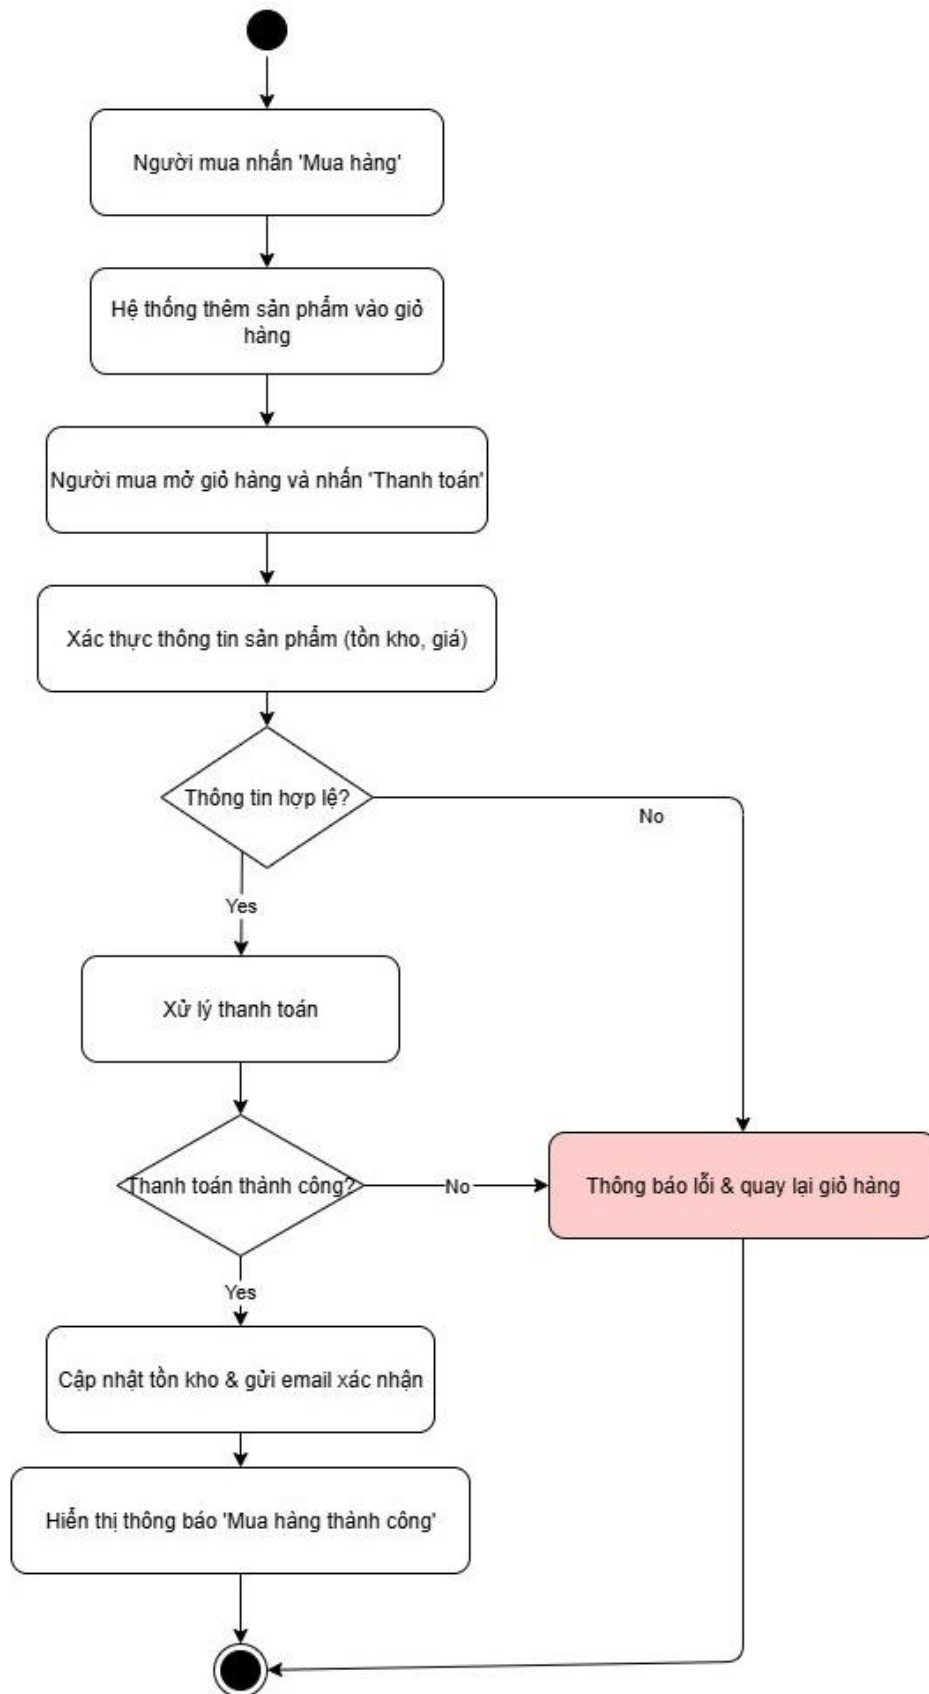 Người mua nhấn 'Mua hàng'
Hệ thống thêm sản phẩm vào giỏ
hàng
Người mua mở giỏ hàng và nhấn 'Thanh toán'
Xác thực thông tin sản phẩm (tồn kho, giá)
Thông tin hợp lệ?
No
Yes
Xử lý thanh toán
Thanh toán thành công?
No
Thông báo lỗi & quay lại giỏ hàng
Yes
Cập nhật tồn kho & gửi email xác nhận
Hiển thị thông báo 'Mua hàng thành công'